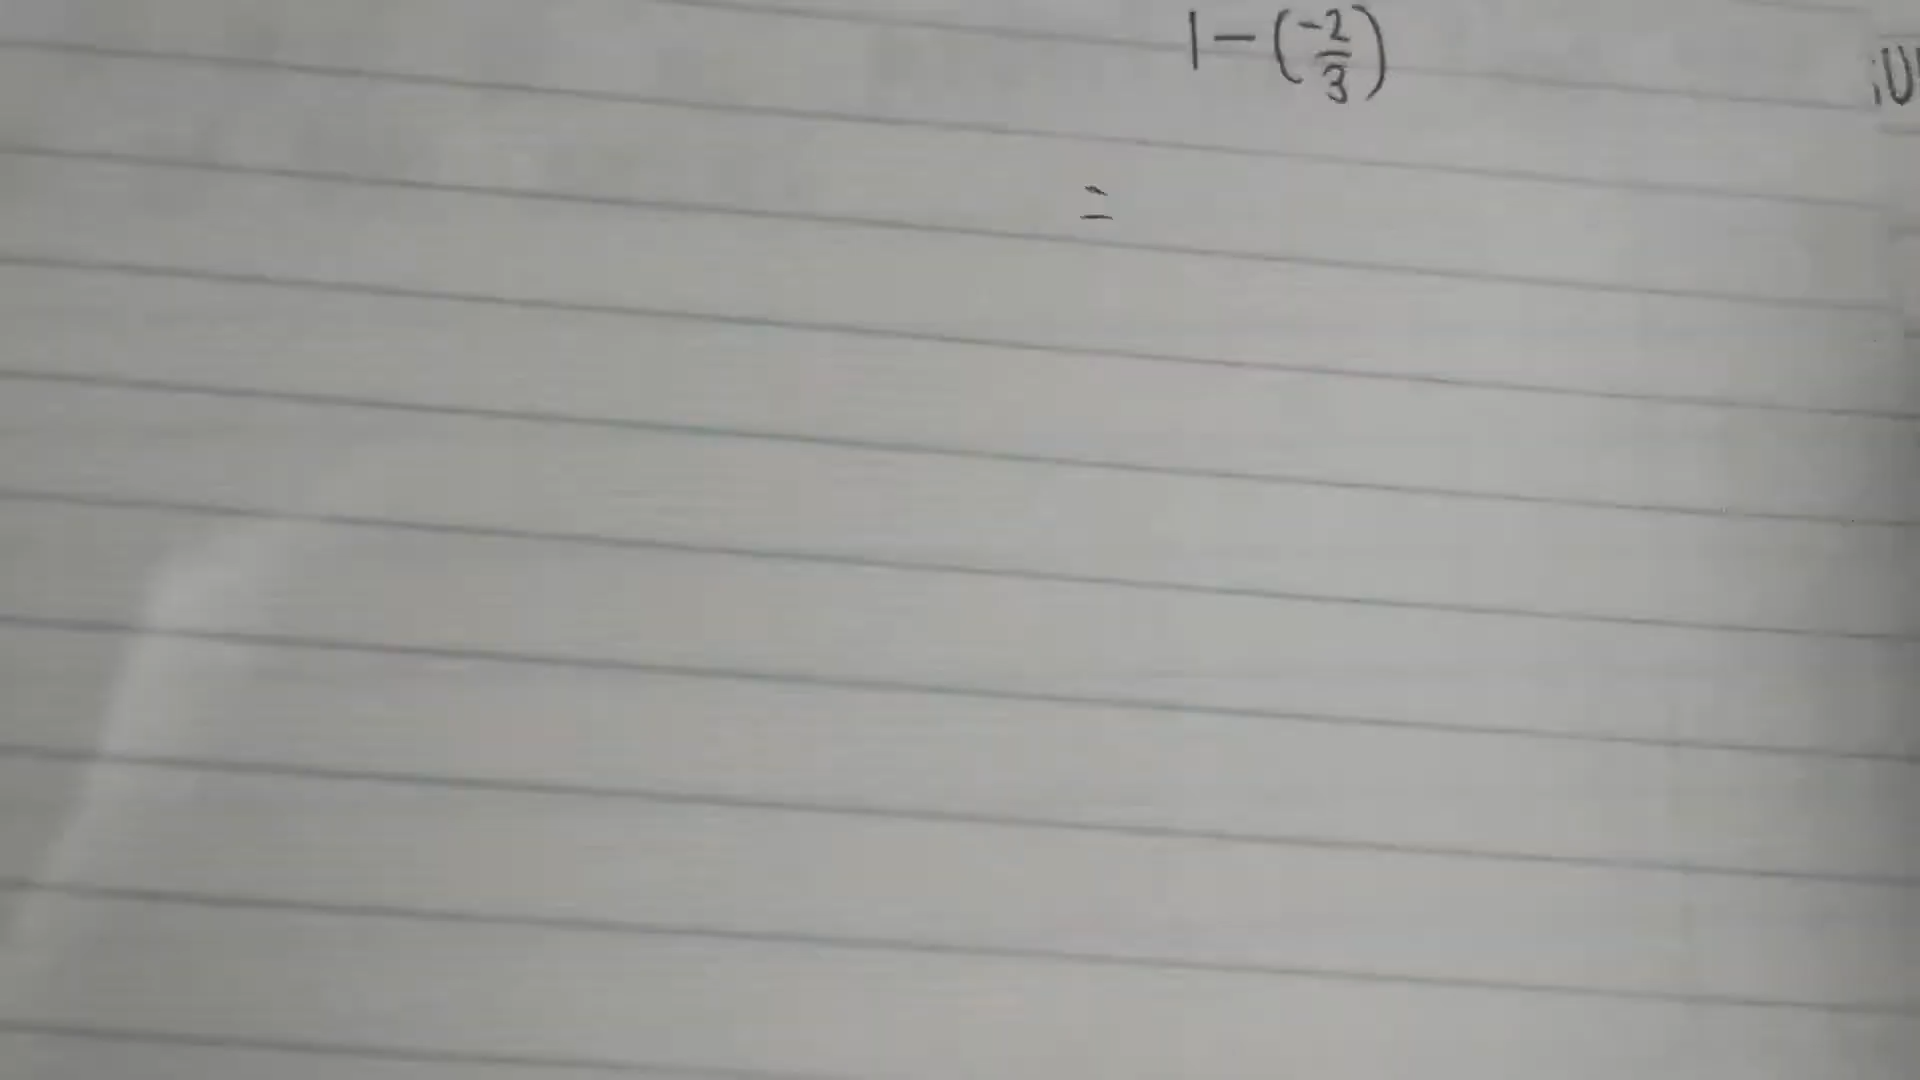 1 - (-2/3)
=